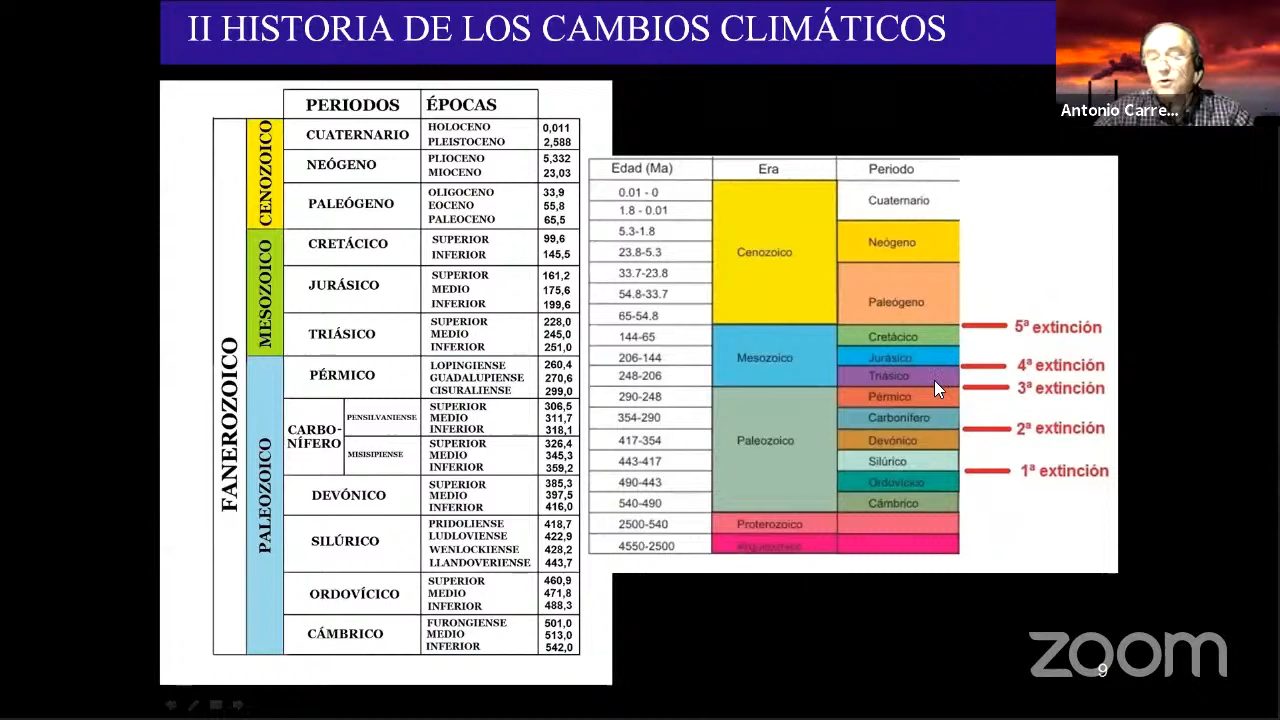 II HISTORIA DE LOS CAMBIOS CLIMÁTICOS
Antonio Carre...
PERIODOS ÉPOCAS
FANEROZOICO
CENOZOICO
CUATERNARIO
HOLOCENO 0,011
PLEISTOCENO 2,588
NEÓGENO
PLIOCENO 5,332
MIOCENO 23,03
PALEÓGENO
OLIGOCENO 33,9
EOCENO 55,8
PALEOCENO 65,5
MESOZOICO
CRETÁCICO
SUPERIOR 99,6
INFERIOR 145,5
JURÁSICO
SUPERIOR 161,2
MEDIO 175,6
INFERIOR 199,6
TRIÁSICO
SUPERIOR 228,0
MEDIO 245,0
INFERIOR 251,0
PALEOZOICO
PÉRMICO
LOPINGIENSE 260,4
GUADALUPIENSE 270,6
CISURALIENSE 299,0
CARBO-
NÍFERO
PENSILVANIENSE
SUPERIOR 306,5
MEDIO 311,7
INFERIOR 318,1
MISISIPIENSE
SUPERIOR 326,4
MEDIO 345,3
INFERIOR 359,2
DEVÓNICO
SUPERIOR 385,3
MEDIO 397,5
INFERIOR 416,0
SILÚRICO
PRIDOLIENSE 418,7
LUDLOVIENSE 422,9
WENLOCKIENSE 428,2
LLANDOVERIENSE 443,7
ORDOVÍCICO
SUPERIOR 460,9
MEDIO 471,8
INFERIOR 488,3
CÁMBRICO
FURONGIENSE 501,0
MEDIO 513,0
INFERIOR 542,0
Edad (Ma) Era Periodo
0.01 - 0
1.8 - 0.01
Cuaternario
5.3-1.8
23.8-5.3
Neógeno
Cenozoico
33.7-23.8
54.8-33.7
65-54.8
Paleógeno
5ª extinción
144-65 Cretácico
206-144 Mesozoico Jurásico
4ª extinción
248-206 Triásico
3ª extinción
290-248 Pérmico
354-290 Carbonífero
2ª extinción
417-354 Paleozoico Devónico
443-417 Silúrico
1ª extinción
490-443 Ordovícico
540-490 Cámbrico
2500-540 Proterozoico
4550-2500 Arqueozoico
zoom
9